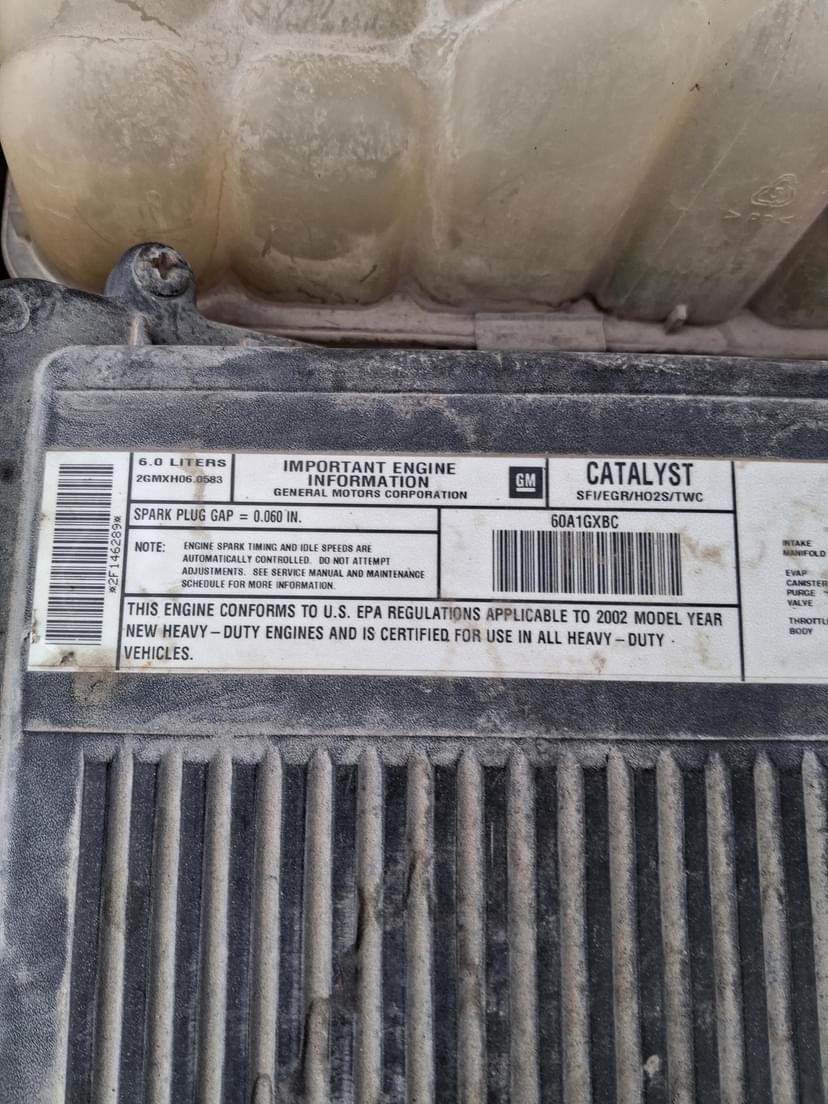 > PP <
*2F146289*
6.0 LITERS
2GMXH06.0583
IMPORTANT ENGINE
INFORMATION
GENERAL MOTORS CORPORATION
GM
CATALYST
SFI/EGR/HO2S/TWC
SPARK PLUG GAP = 0.060 IN.
60A1GXBC
NOTE: ENGINE SPARK TIMING AND IDLE SPEEDS ARE
AUTOMATICALLY CONTROLLED. DO NOT ATTEMPT
ADJUSTMENTS. SEE SERVICE MANUAL AND MAINTENANCE
SCHEDULE FOR MORE INFORMATION.
THIS ENGINE CONFORMS TO U.S. EPA REGULATIONS APPLICABLE TO 2002 MODEL YEAR
NEW HEAVY-DUTY ENGINES AND IS CERTIFIED FOR USE IN ALL HEAVY-DUTY
VEHICLES.
INTAKE
MANIFOLD
EVAP
CANISTER
PURGE
VALVE
THROTTL
BODY